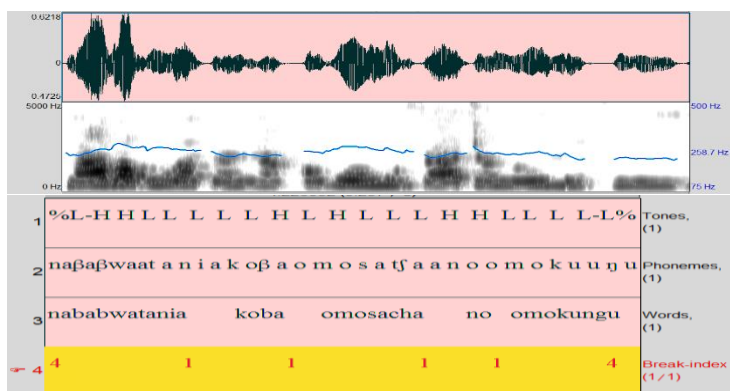 0.6218
0
0.4725
5000 Hz
500 Hz
258.7 Hz
0 Hz
75 Hz
1 %L-H H L L L L L H L H L L L H H L L L L-L% Tones, (1)
2 naβaβwaat a n i a k o β a o m o s a tʃ a a n o o m o k u u ŋ u Phonemes, (1)
3 nababwatania koba omosacha no omokungu Words, (1)
4 4 1 1 1 1 4 Break-index (1/1)